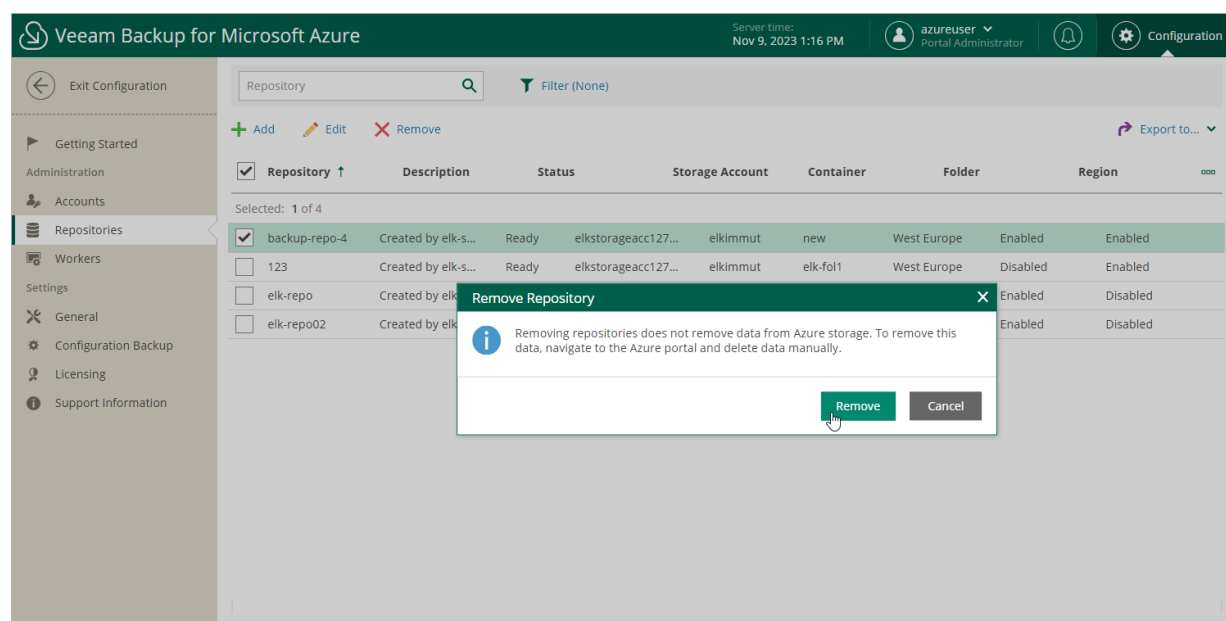 Veeam Backup for Microsoft Azure
Server time:
Nov 9, 2023 1:16 PM
azureuser
Portal Administrator
Configuration
Exit Configuration
Getting Started
Administration
Accounts
Repositories
Workers
Settings
General
Configuration Backup
Licensing
Support Information
Repository
Filter (None)
Add Edit Remove Export to...
Repository ↑ Description Status Storage Account Container Folder Region
Selected: 1 of 4
backup-repo-4 Created by elk-s... Ready elkstorageacc127... elkimmut new West Europe Enabled Enabled
123 Created by elk-s... Ready elkstorageacc127... elkimmut elk-fol1 West Europe Disabled Enabled
elk-repo Created by elk Enabled Disabled
elk-repo02 Created by elk Enabled Disabled
Remove Repository
Removing repositories does not remove data from Azure storage. To remove this
data, navigate to the Azure portal and delete data manually.
Remove Cancel